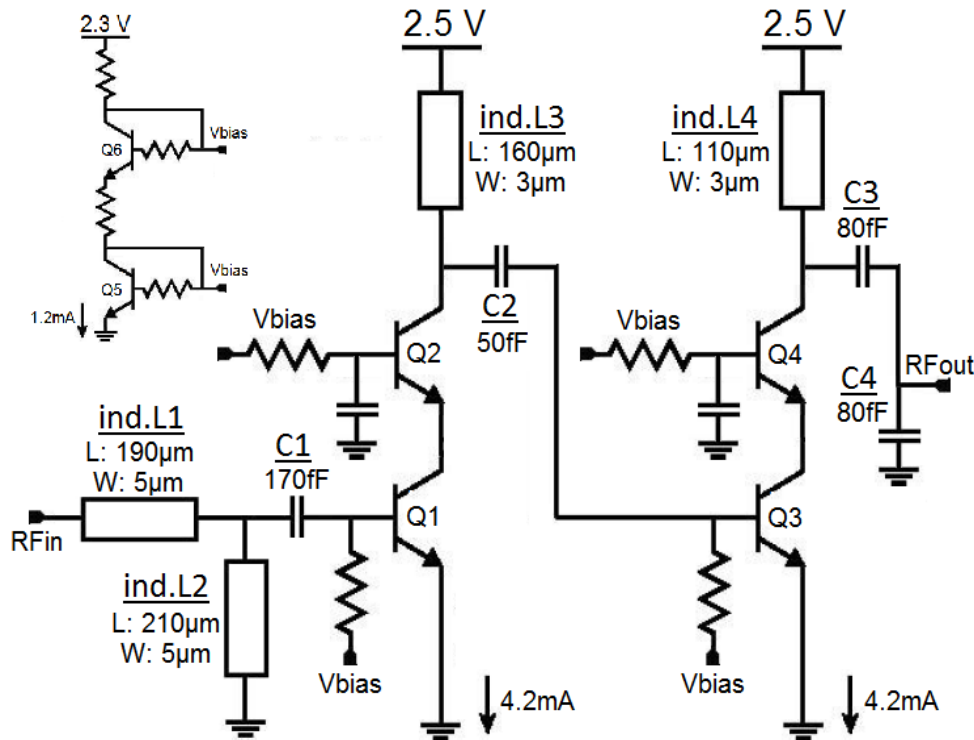 2.3 V
Q6
Vbias
Q5
Vbias
1.2mA
2.5 V
ind.L3
L: 160µm
W: 3µm
C2
50fF
Vbias
Q2
ind.L1
L: 190µm
W: 5µm
C1
170fF
RFin
Q1
ind.L2
L: 210µm
W: 5µm
Vbias
4.2mA
2.5 V
ind.L4
L: 110µm
W: 3µm
C3
80fF
Vbias
Q4
C4
80fF
RFout
Q3
Vbias
4.2mA